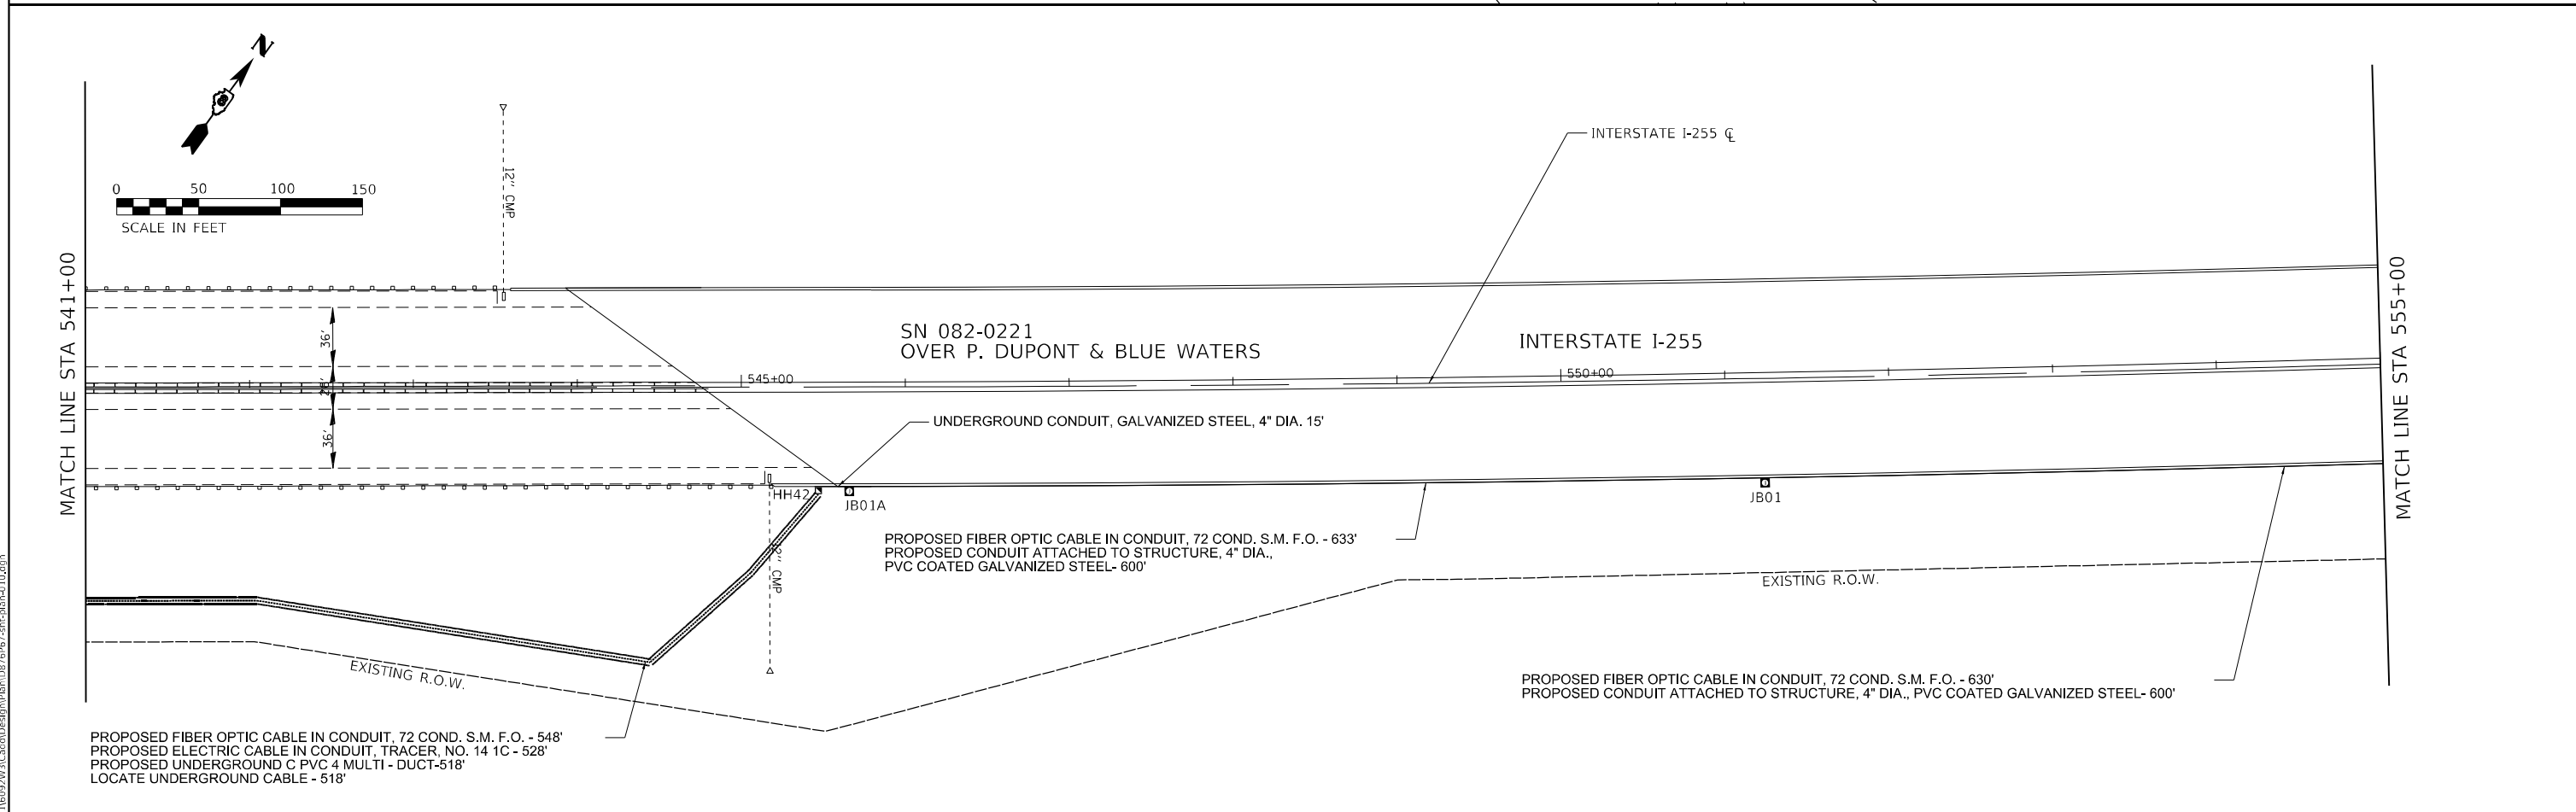 N
0 50 100 150
SCALE IN FEET
12" CMP
INTERSTATE I-255 ℄
MATCH LINE STA 541+00
MATCH LINE STA 555+00
36'
36'
SN 082-0221
OVER P. DUPONT & BLUE WATERS
INTERSTATE I-255
545+00
550+00
UNDERGROUND CONDUIT, GALVANIZED STEEL, 4" DIA. 15'
HH42
JB01A
JB01
12" CMP
PROPOSED FIBER OPTIC CABLE IN CONDUIT, 72 COND. S.M. F.O. - 633'
PROPOSED CONDUIT ATTACHED TO STRUCTURE, 4" DIA.,
PVC COATED GALVANIZED STEEL- 600'
EXISTING R.O.W.
EXISTING R.O.W.
PROPOSED FIBER OPTIC CABLE IN CONDUIT, 72 COND. S.M. F.O. - 630'
PROPOSED CONDUIT ATTACHED TO STRUCTURE, 4" DIA., PVC COATED GALVANIZED STEEL- 600'
PROPOSED FIBER OPTIC CABLE IN CONDUIT, 72 COND. S.M. F.O. - 548'
PROPOSED ELECTRIC CABLE IN CONDUIT, TRACER, NO. 14 1C - 528'
PROPOSED UNDERGROUND C PVC 4 MULTI - DUCT-518'
LOCATE UNDERGROUND CABLE - 518'